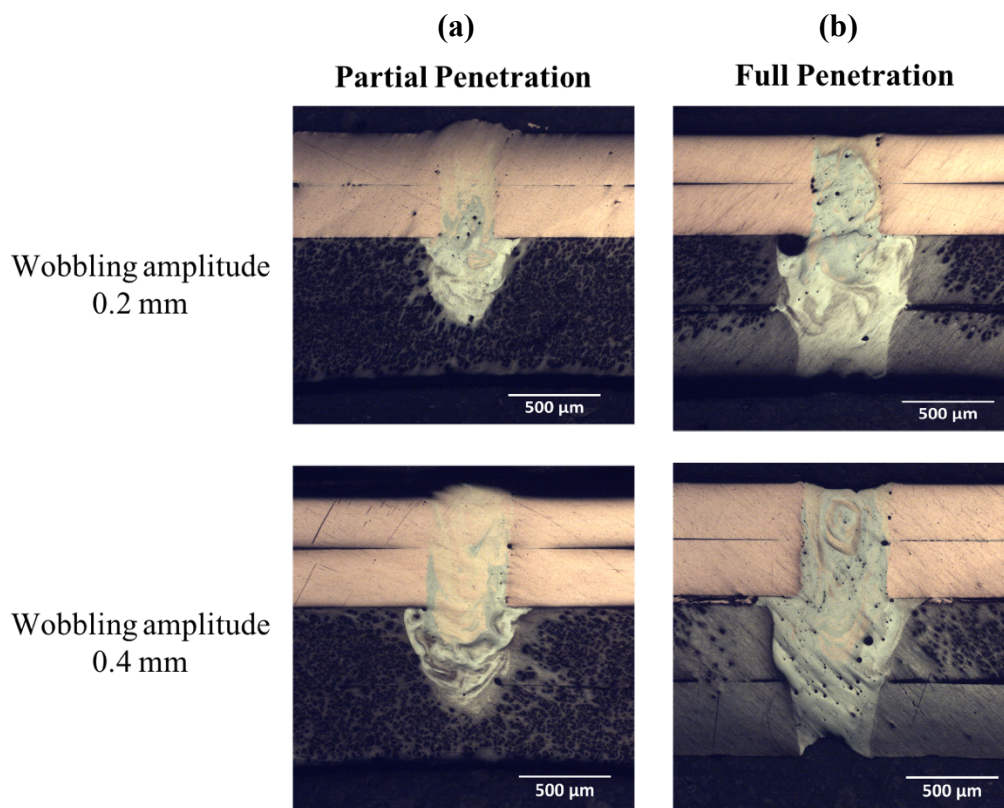 (a)
(b)
Partial Penetration
Full Penetration
Wobbling amplitude
0.2 mm
500 µm
500 µm
Wobbling amplitude
0.4 mm
500 µm
500 µm